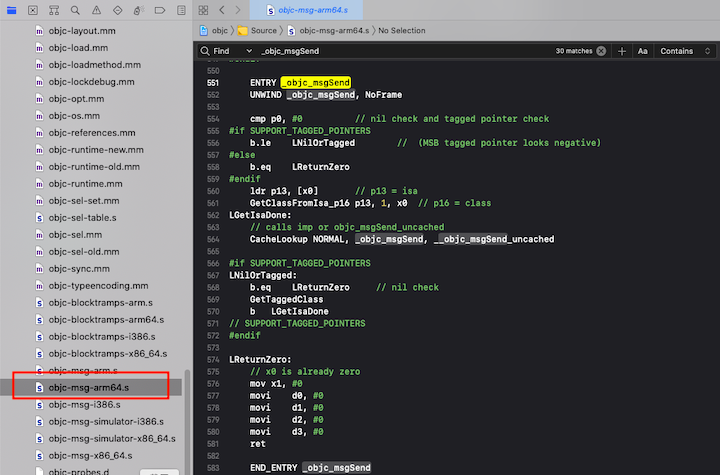 objc-layout.mm
objc-load.mm
objc-loadmethod.mm
objc-lockdebug.mm
objc-opt.mm
objc-os.mm
objc-references.mm
objc-runtime-new.mm
objc-runtime-old.mm
objc-runtime.mm
objc-sel-set.mm
objc-sel-table.s
objc-sel.mm
objc-sel-old.mm
objc-sync.mm
objc-typeencoding.mm
objc-blocktramps-arm.s
objc-blocktramps-arm64.s
objc-blocktramps-i386.s
objc-blocktramps-x86_64.s
objc-msg-arm.s
objc-msg-arm64.s
objc-msg-i386.s
objc-msg-simulator-i386.s
objc-msg-simulator-x86_64.s
objc-msg-x86_64.s
objc-probes.d
objc-msg-arm64.s
objc › Source › objc-msg-arm64.s › No Selection
Find _objc_msgSend 30 matches Aa Contains
550
551 ENTRY _objc_msgSend
552 UNWIND _objc_msgSend, NoFrame
553
554 cmp p0, #0 // nil check and tagged pointer check
555 #if SUPPORT_TAGGED_POINTERS
556 b.le LNilOrTagged // (MSB tagged pointer looks negative)
557 #else
558 b.eq LReturnZero
559 #endif
560 ldr p13, [x0] // p13 = isa
561 GetClassFromIsa_p16 p13, 1, x0 // p16 = class
562 LGetIsaDone:
563 // calls imp or objc_msgSend_uncached
564 CacheLookup NORMAL, _objc_msgSend, __objc_msgSend_uncached
565
566 #if SUPPORT_TAGGED_POINTERS
567 LNilOrTagged:
568 b.eq LReturnZero // nil check
569 GetTaggedClass
570 b LGetIsaDone
571 // SUPPORT_TAGGED_POINTERS
572 #endif
573
574 LReturnZero:
575 // x0 is already zero
576 mov x1, #0
577 movi d0, #0
578 movi d1, #0
579 movi d2, #0
580 movi d3, #0
581 ret
582
583 END_ENTRY _objc_msgSend